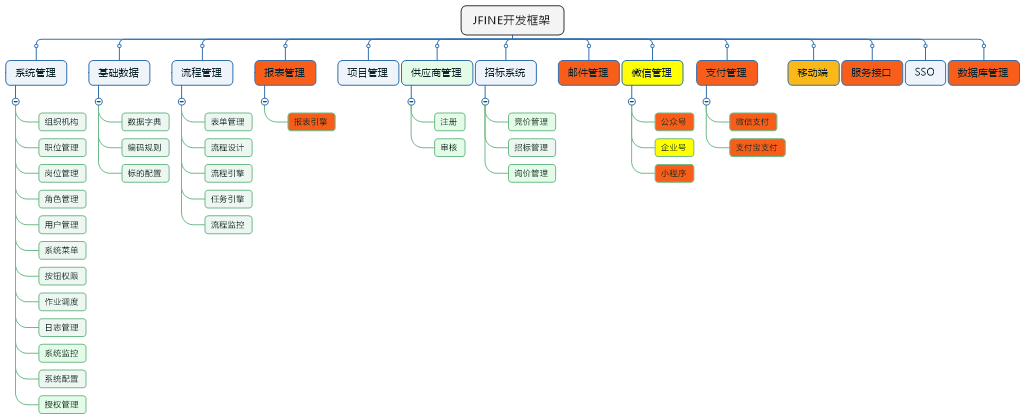 JFINE开发框架
系统管理
组织机构
职位管理
岗位管理
角色管理
用户管理
系统菜单
按钮权限
作业调度
日志管理
系统监控
系统配置
授权管理
基础数据
数据字典
编码规则
标的配置
流程管理
表单管理
流程设计
流程引擎
任务引擎
流程监控
报表管理
报表引擎
项目管理
供应商管理
注册
审核
招标系统
竞价管理
招标管理
询价管理
邮件管理
微信管理
公众号
企业号
小程序
支付管理
微信支付
支付宝支付
移动端
服务接口
SSO
数据库管理